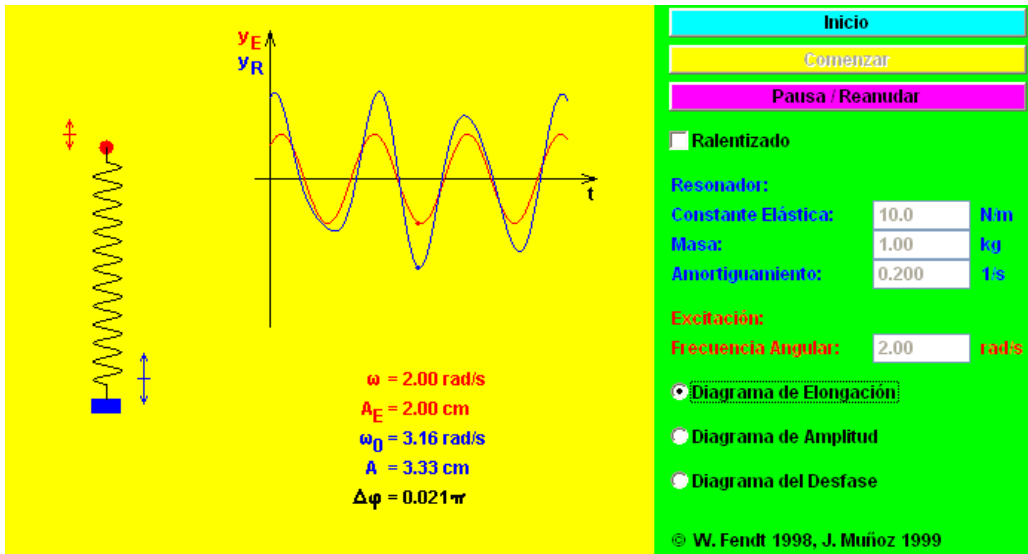 yE
yR
t
ω = 2.00 rad/s
AE = 2.00 cm
ω0 = 3.16 rad/s
A = 3.33 cm
Δφ = 0.021π
Inicio
Comenzar
Pausa / Reanudar
Ralentizado
Resonador:
Constante Elástica: 10.0 N/m
Masa: 1.00 kg
Amortiguamiento: 0.200 1/s
Excitación:
Frecuencia Angular: 2.00 rad/s
Diagrama de Elongación
Diagrama de Amplitud
Diagrama del Desfase
© W. Fendt 1998, J. Muñoz 1999